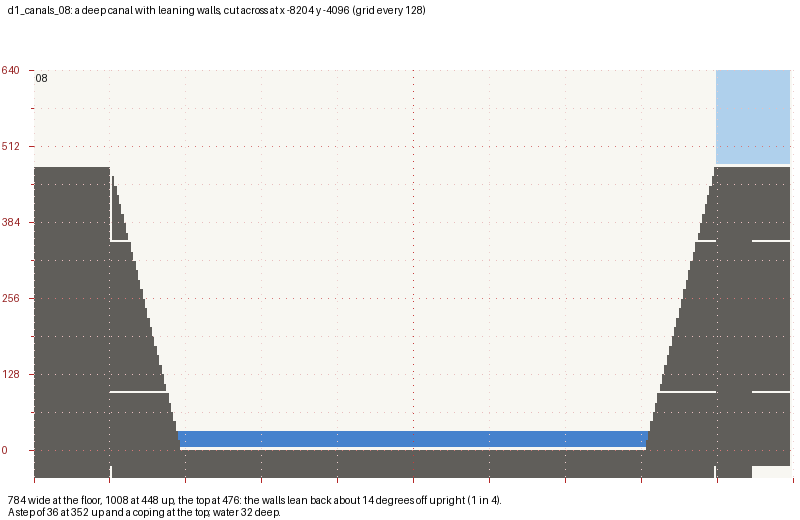 d1_canals_08: a deep canal with leaning walls, cut across at x -8204 y -4096 (grid every 128)
640
08
512
384
256
128
0
784 wide at the floor, 1008 at 448 up, the top at 476: the walls lean back about 14 degrees off upright (1 in 4).
A step of 36 at 352 up and a coping at the top; water 32 deep.